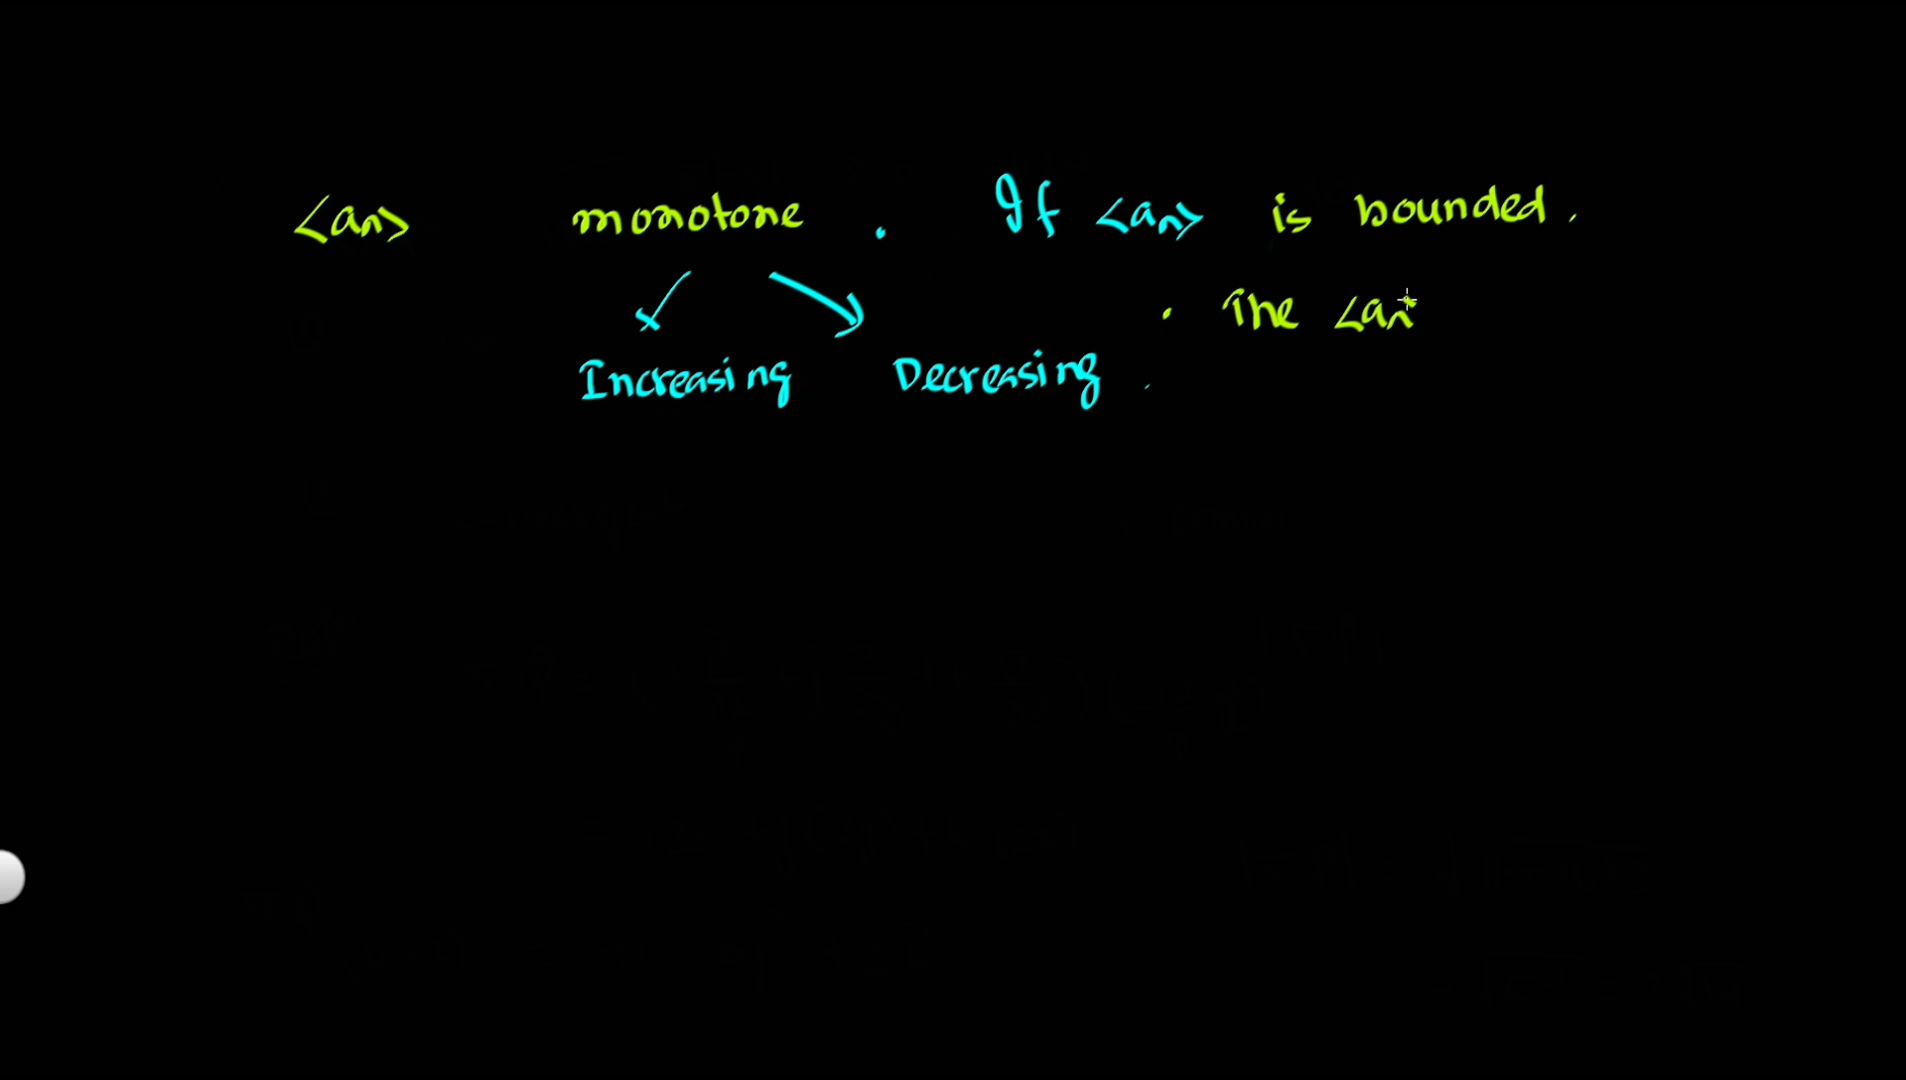 <an> monotone . If <an> is bounded .
. The <an
Increasing Decreasing .